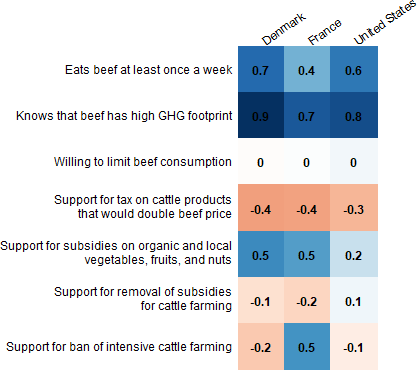 Denmark France United States
Eats beef at least once a week 0.7 0.4 0.6
Knows that beef has high GHG footprint 0.9 0.7 0.8
Willing to limit beef consumption 0 0 0
Support for tax on cattle products
that would double beef price -0.4 -0.4 -0.3
Support for subsidies on organic and local
vegetables, fruits, and nuts 0.5 0.5 0.2
Support for removal of subsidies
for cattle farming -0.1 -0.2 0.1
Support for ban of intensive cattle farming -0.2 0.5 -0.1